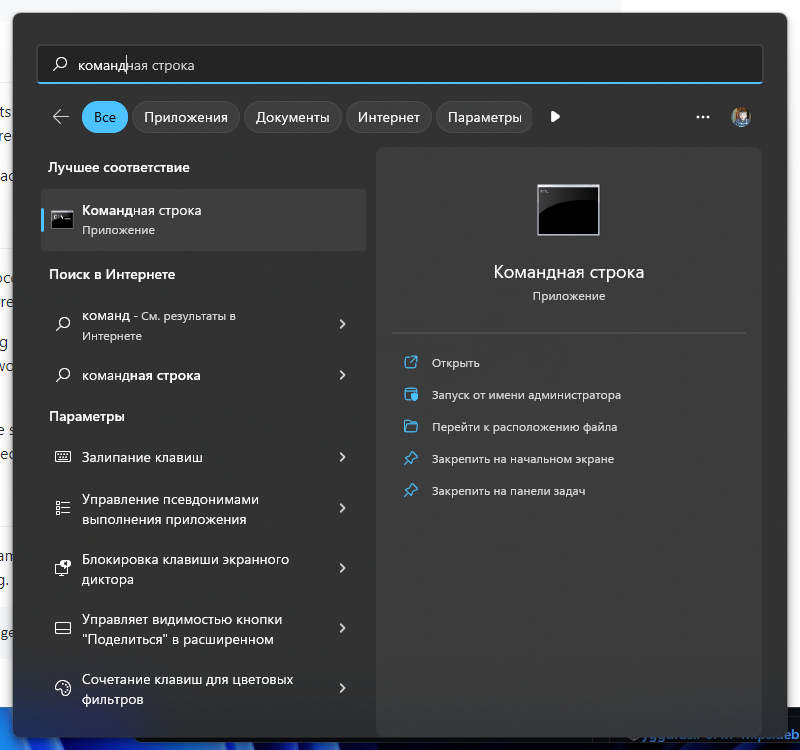 командная строка
Все
Приложения
Документы
Интернет
Параметры
Лучшее соответствие
Командная строка
Приложение
Поиск в Интернете
команд - См. результаты в
Интернете
командная строка
Параметры
Залипание клавиш
Управление псевдонимами
выполнения приложения
Блокировка клавиши экранного
диктора
Управляет видимостью кнопки
"Поделиться" в расширенном
Сочетание клавиш для цветовых
фильтров
Командная строка
Приложение
Открыть
Запуск от имени администратора
Перейти к расположению файла
Закрепить на начальном экране
Закрепить на панели задач